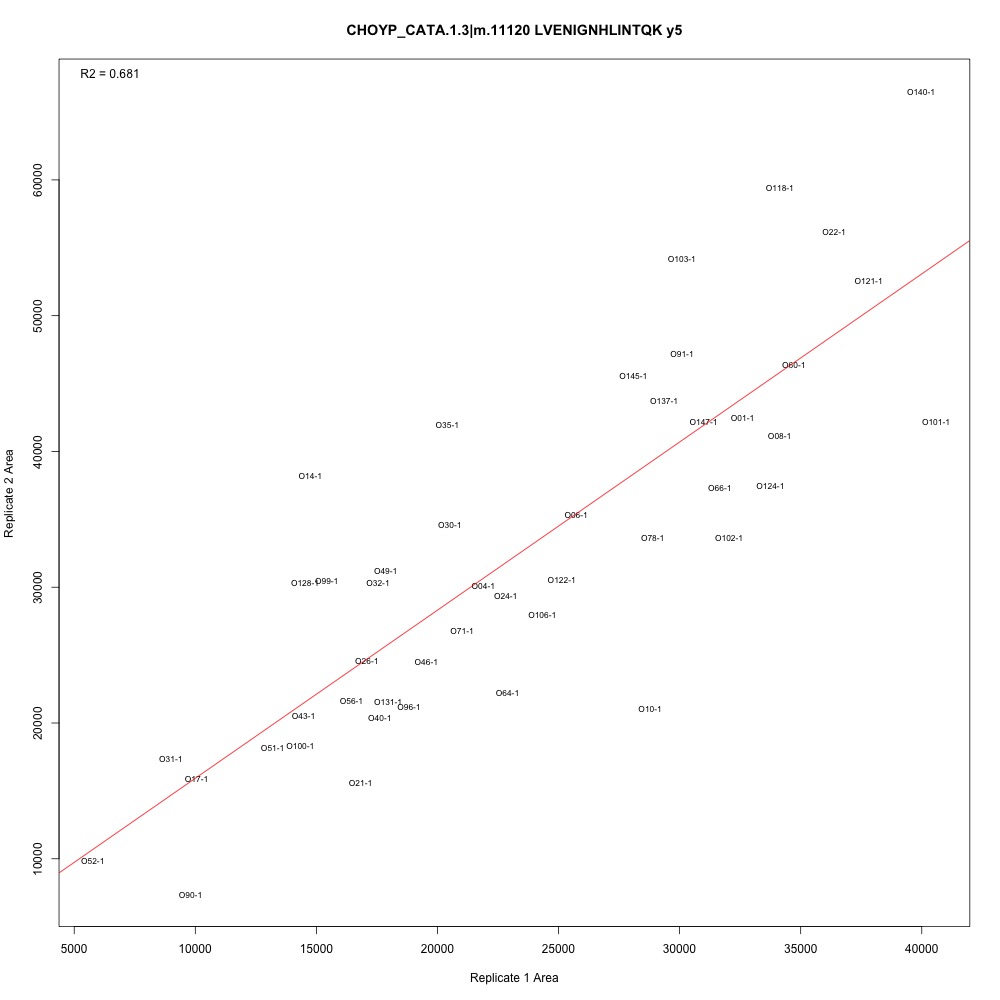 CHOYP_CATA.1.3|m.11120 LVENIGNHLINTQK y5
R2 = 0.681
O140-1
O118-1
O22-1
O103-1
O121-1
O91-1
O60-1
O145-1
O137-1
O01-1
O147-1
O101-1
O35-1
O08-1
O14-1
O124-1
O66-1
O06-1
O30-1
O78-1
O102-1
O49-1
O99-1
O128-1
O32-1
O122-1
O04-1
O24-1
O106-1
O71-1
O26-1
O46-1
O64-1
O56-1
O131-1
O96-1
O10-1
O43-1
O40-1
O100-1
O51-1
O31-1
O17-1
O21-1
O52-1
O90-1
60000
50000
40000
30000
20000
10000
Replicate 2 Area
5000 10000 15000 20000 25000 30000 35000 40000
Replicate 1 Area